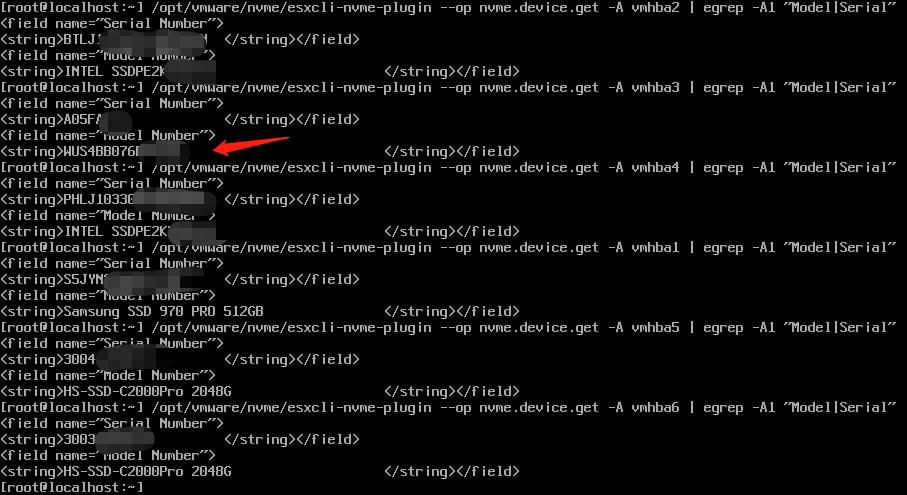 [root@localhost:~] /opt/vmware/nvme/esxcli-nvme-plugin --op nvme.device.get -A vmhba2 | egrep -A1 "Model|Serial"
<field name="Serial Number">
<string>BTLJ </string></field>
<field name="Model Number">
<string>INTEL SSDPE2K </string></field>
[root@localhost:~] /opt/vmware/nvme/esxcli-nvme-plugin --op nvme.device.get -A vmhba3 | egrep -A1 "Model|Serial"
<field name="Serial Number">
<string>A05FA </string></field>
<field name="Model Number">
<string>WUS4BB076 </string></field>
[root@localhost:~] /opt/vmware/nvme/esxcli-nvme-plugin --op nvme.device.get -A vmhba4 | egrep -A1 "Model|Serial"
<field name="Serial Number">
<string>PHLJ10330 </string></field>
<field name="Model Number">
<string>INTEL SSDPE2K </string></field>
[root@localhost:~] /opt/vmware/nvme/esxcli-nvme-plugin --op nvme.device.get -A vmhba1 | egrep -A1 "Model|Serial"
<field name="Serial Number">
<string>S5JYN </string></field>
<field name="Model Number">
<string>Samsung SSD 970 PRO 512GB </string></field>
[root@localhost:~] /opt/vmware/nvme/esxcli-nvme-plugin --op nvme.device.get -A vmhba5 | egrep -A1 "Model|Serial"
<field name="Serial Number">
<string>3004 </string></field>
<field name="Model Number">
<string>HS-SSD-C2000Pro 2048G </string></field>
[root@localhost:~] /opt/vmware/nvme/esxcli-nvme-plugin --op nvme.device.get -A vmhba6 | egrep -A1 "Model|Serial"
<field name="Serial Number">
<string>3003 </string></field>
<field name="Model Number">
<string>HS-SSD-C2000Pro 2048G </string></field>
[root@localhost:~]